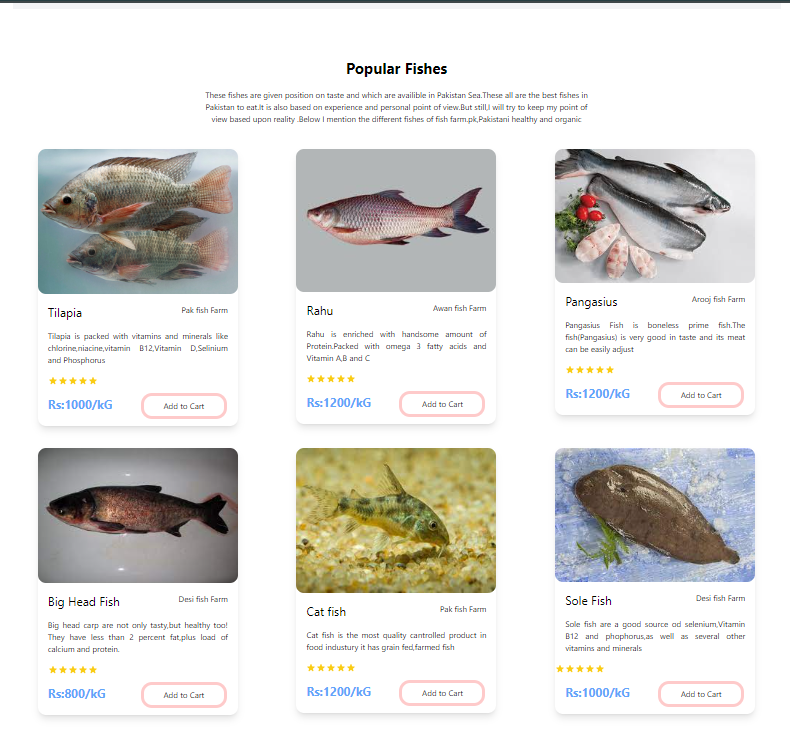 Popular Fishes
These fishes are given position on taste and which are availible in Pakistan Sea.These all are the best fishes in
Pakistan to eat.It is also based on experience and personal point of view.But still,I will try to keep my point of
view based upon reality .Below I mention the different fishes of fish farm.pk,Pakistani healthy and organic
Tilapia
Pak fish Farm
Tilapia is packed with vitamins and minerals like
chlorine,niacine,vitamin B12,Vitamin D,Selinium
and Phosphorus
Rs:1000/kG
Add to Cart
Rahu
Awan fish Farm
Rahu is enriched with handsome amount of
Protein.Packed with omega 3 fatty acids and
Vitamin A,B and C
Rs:1200/kG
Add to Cart
Pangasius
Arooj fish Farm
Pangasius Fish is boneless prime fish.The
fish(Pangasius) is very good in taste and its meat
can be easily adjust
Rs:1200/kG
Add to Cart
Big Head Fish
Desi fish Farm
Big head carp are not only tasty,but healthy too!
They have less than 2 percent fat,plus load of
calcium and protein.
Rs:800/kG
Add to Cart
Cat fish
Pak fish Farm
Cat fish is the most quality cantrolled product in
food industury it has grain fed,farmed fish
Rs:1200/kG
Add to Cart
Sole Fish
Desi fish Farm
Sole fish are a good source od selenium,Vitamin
B12 and phophorus,as well as several other
vitamins and minerals
Rs:1000/kG
Add to Cart